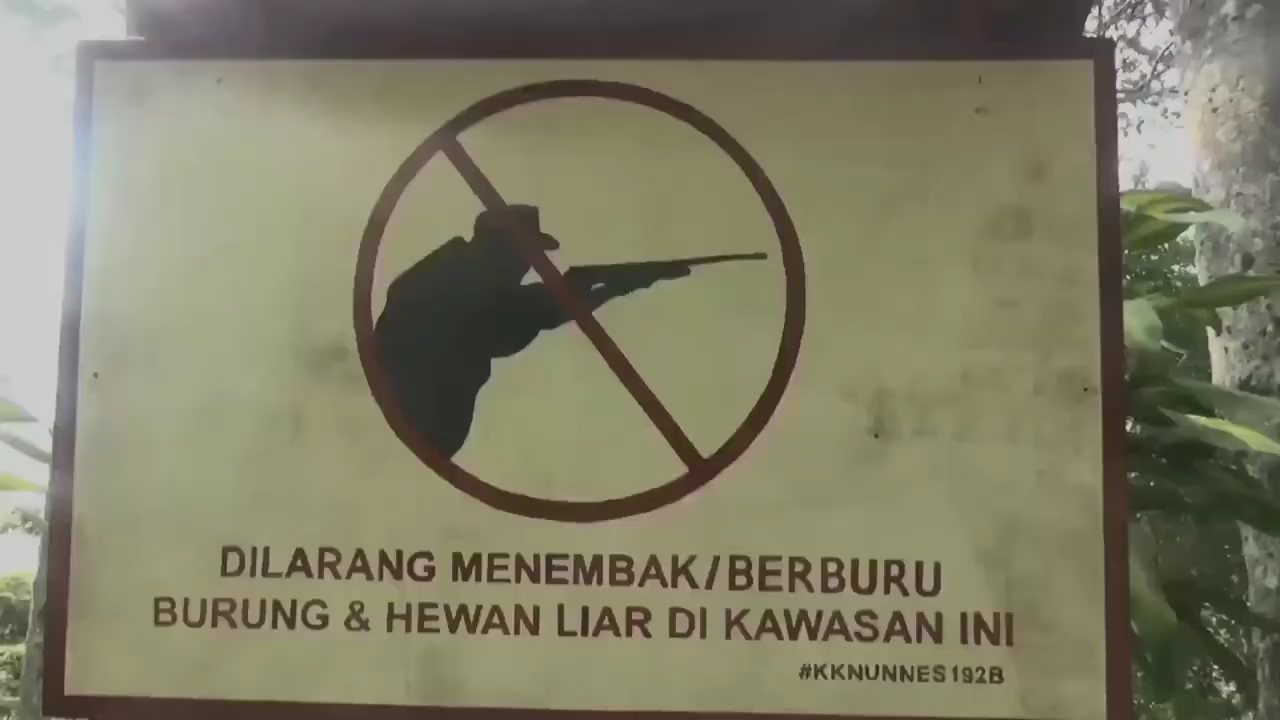 DILARANG MENEMBAK/BERBURU
BURUNG & HEWAN LIAR DI KAWASAN INI
#KKNUNNES192B